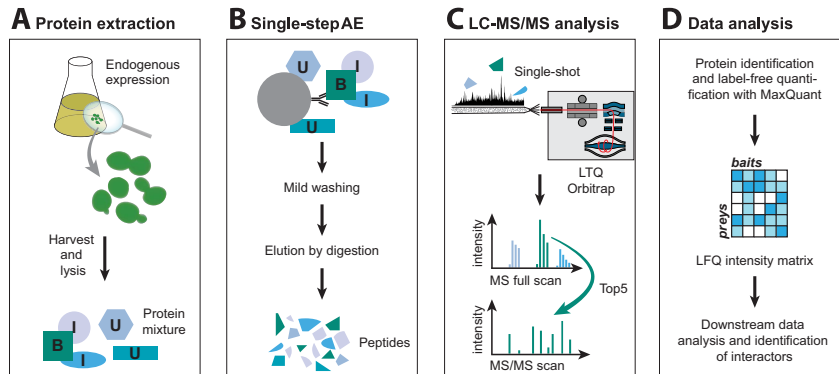 A Protein extraction
Endogenous
expression
Harvest
and
lysis
Protein
mixture
I
U
B
I
U
B Single-step AE
U
I
B
I
U
Mild washing
Elution by digestion
Peptides
C LC-MS/MS analysis
Single-shot
LTQ
Orbitrap
intensity
MS full scan
Top5
intensity
MS/MS scan
D Data analysis
Protein identification
and label-free quanti-
fication with MaxQuant
baits
preys
LFQ intensity matrix
Downstream data
analysis and identification
of interactors